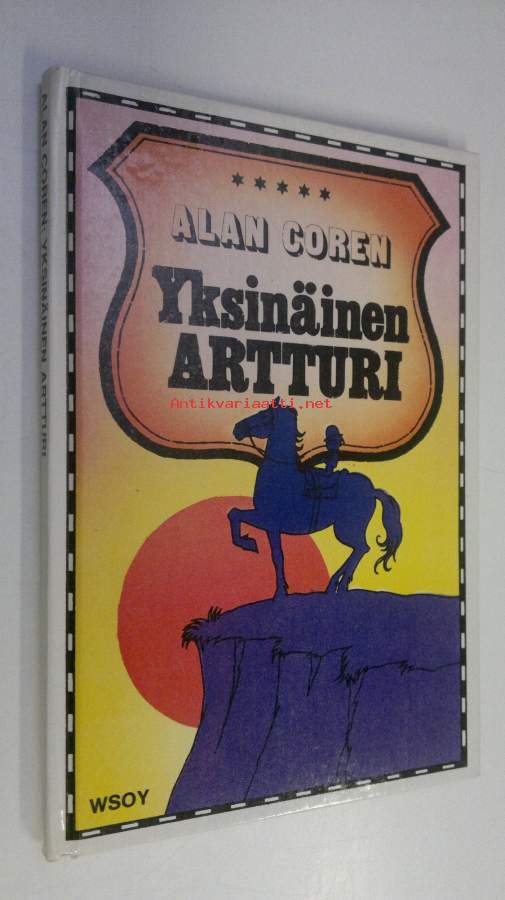 ALAN COREN: YKSINÄINEN ARTTURI
ALAN COREN
Yksinäinen
ARTTURI
Antikvariaatti.net
WSOY